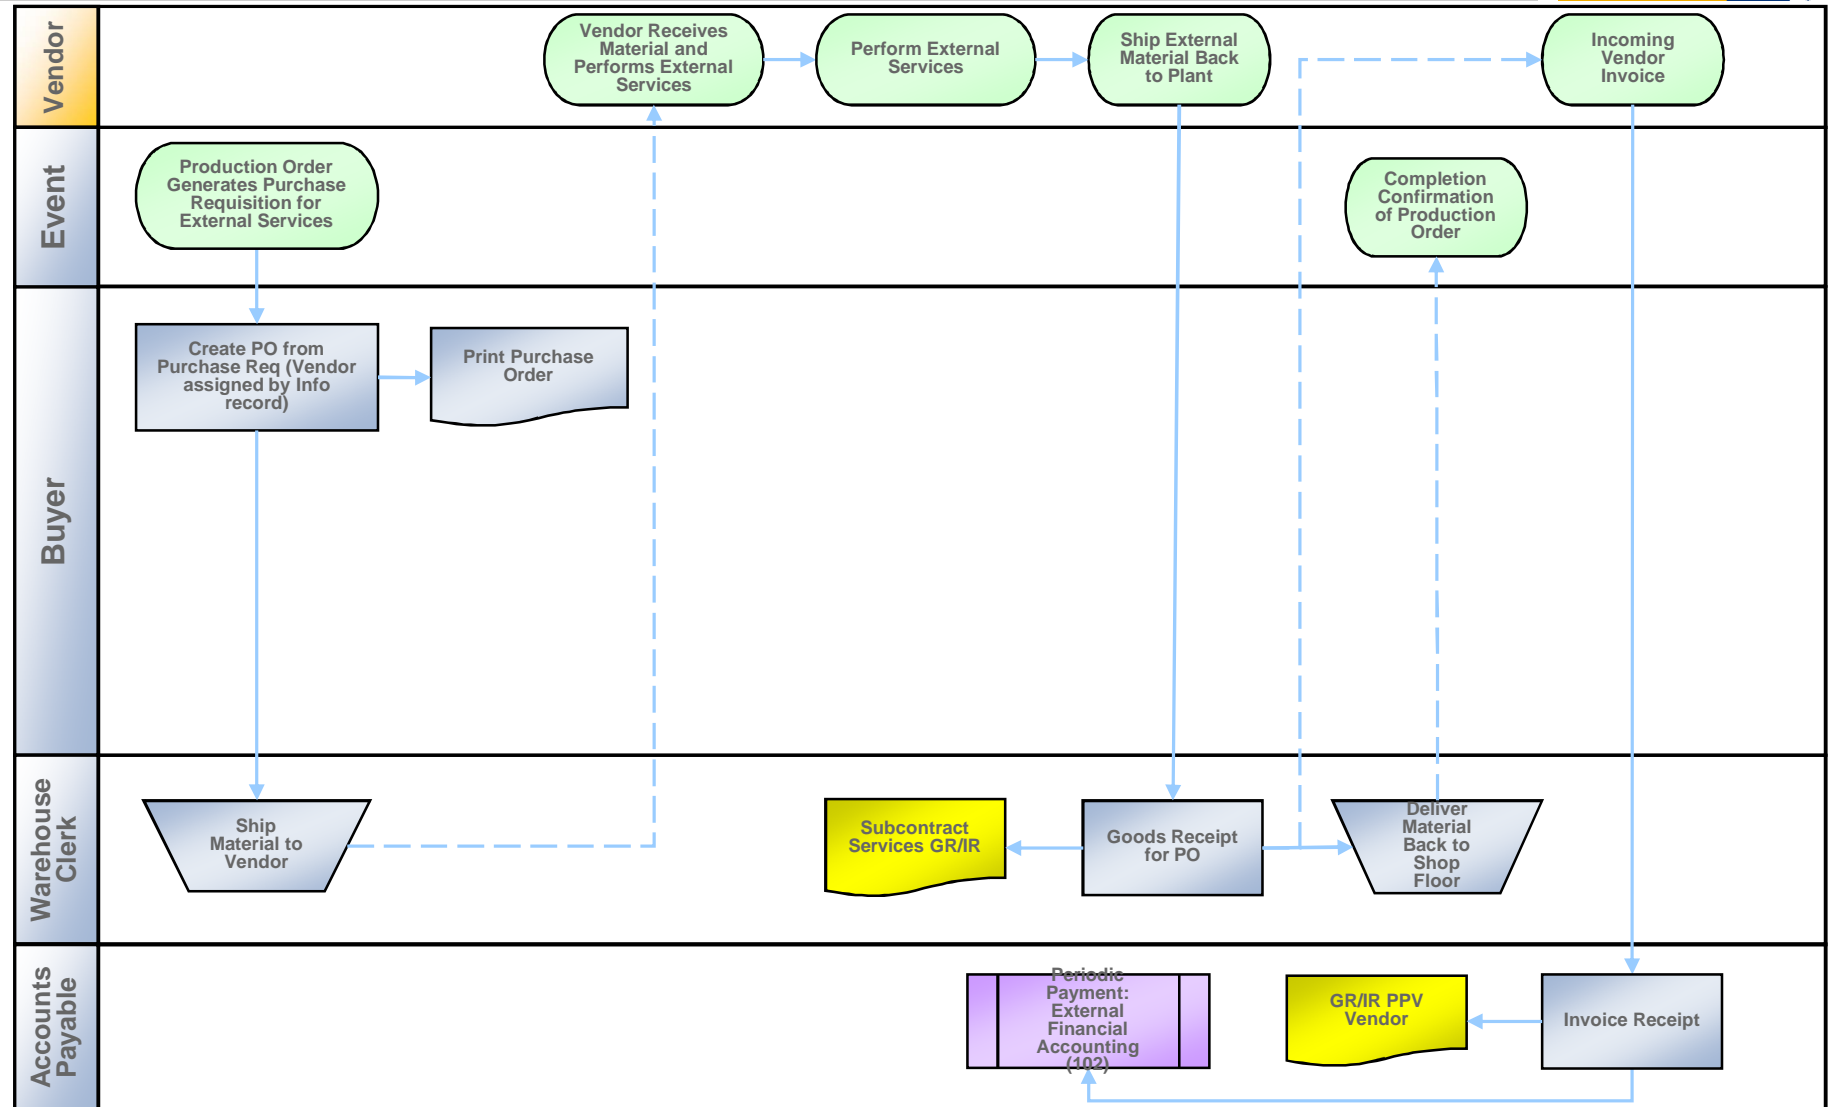 Vendor
Vendor Receives
Material and
Performs External
Services
Perform External
Services
Ship External
Material Back
to Plant
Incoming
Vendor
Invoice
Event
Production Order
Generates Purchase
Requisition for
External Services
Completion
Confirmation
of Production
Order
Buyer
Create PO from
Purchase Req (Vendor
assigned by Info
record)
Print Purchase
Order
Warehouse
Clerk
Ship
Material to
Vendor
Subcontract
Services GR/IR
Goods Receipt
for PO
Deliver
Material
Back to
Shop
Floor
Accounts
Payable
Periodic
Payment:
External
Financial
Accounting
(102)
GR/IR PPV
Vendor
Invoice Receipt